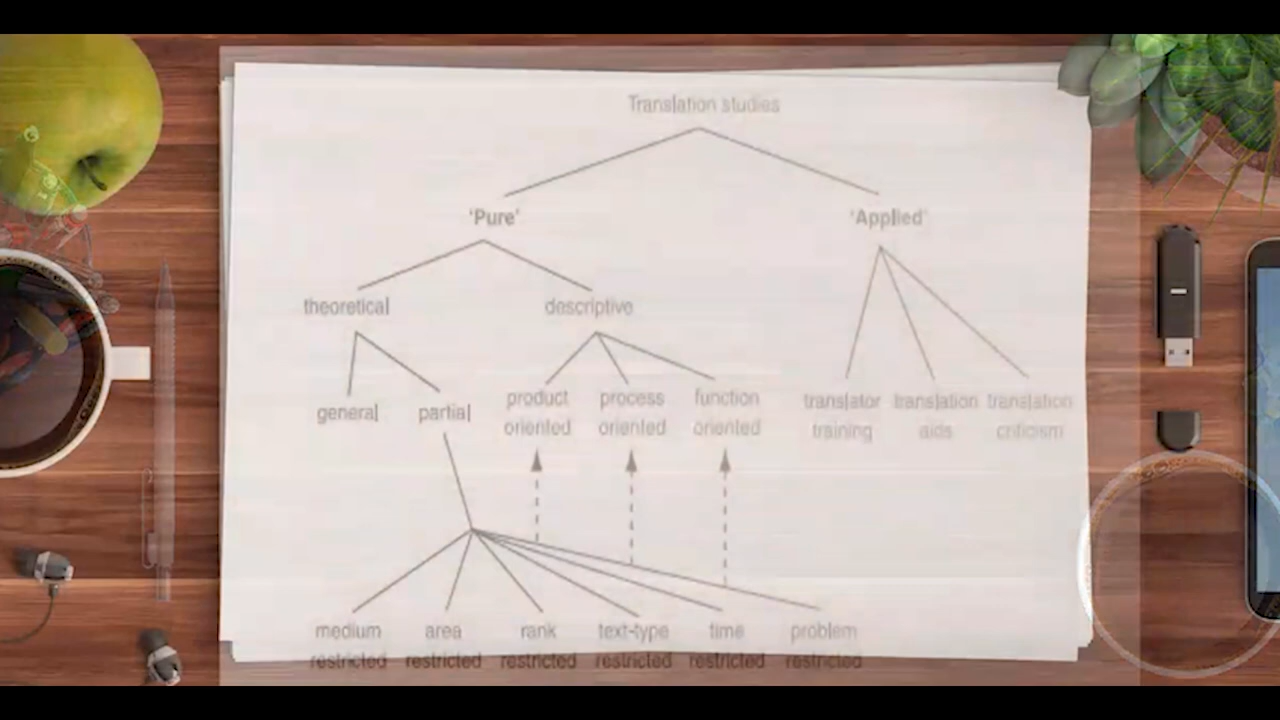 Translation studies
'Pure' 'Applied'
theoretical descriptive
general partial product process function translator translation translation
oriented oriented oriented training aids criticism
medium area rank text-type time problem
restricted restricted restricted restricted restricted restricted